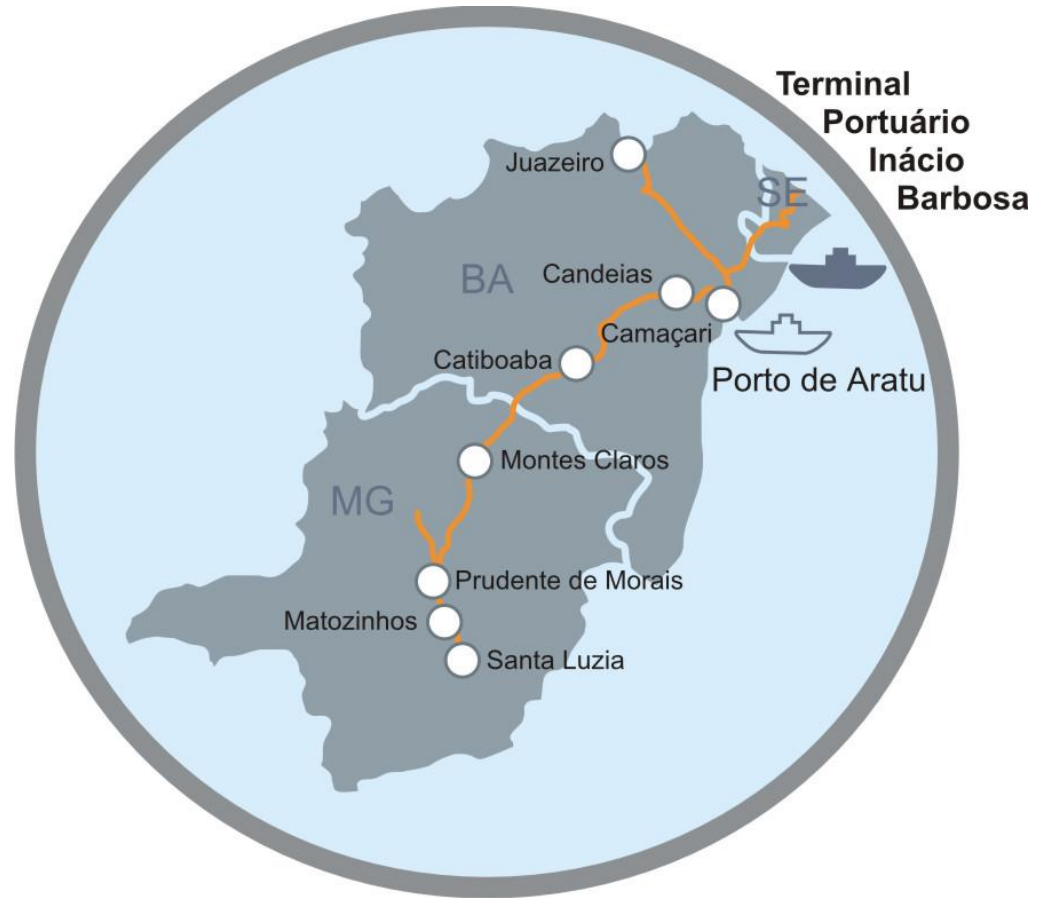 Terminal
Portuário
Inácio
Barbosa
Juazeiro
SE
BA
Candeias
Camaçari
Catiboaba
Porto de Aratu
Montes Claros
MG
Prudente de Morais
Matozinhos
Santa Luzia